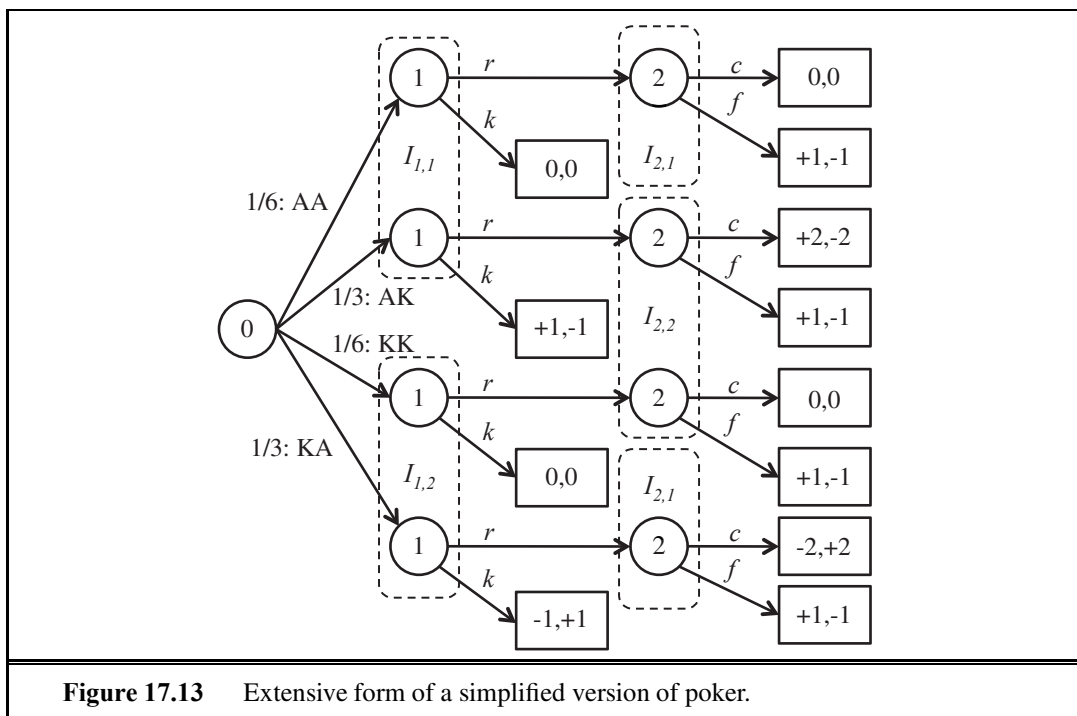 1 r 2 c 0,0
k f
I1,1 0,0 I2,1 +1,-1
1/6: AA
1 r 2 c +2,-2
k f
1/3: AK +1,-1 I2,2 +1,-1
0
1/6: KK
1 r 2 c 0,0
k f
1/3: KA
I1,2 0,0 I2,1 +1,-1
1 r 2 c -2,+2
k f
-1,+1 +1,-1
Figure 17.13 Extensive form of a simplified version of poker.